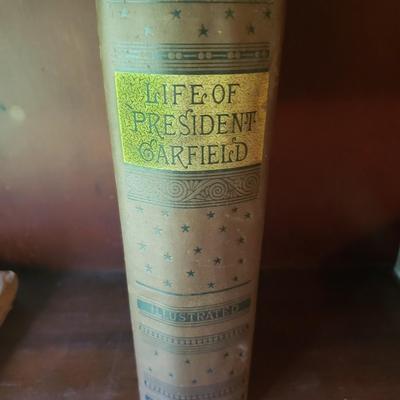 LIFE OF
PRESIDENT
GARFIELD
ILLUSTRATED